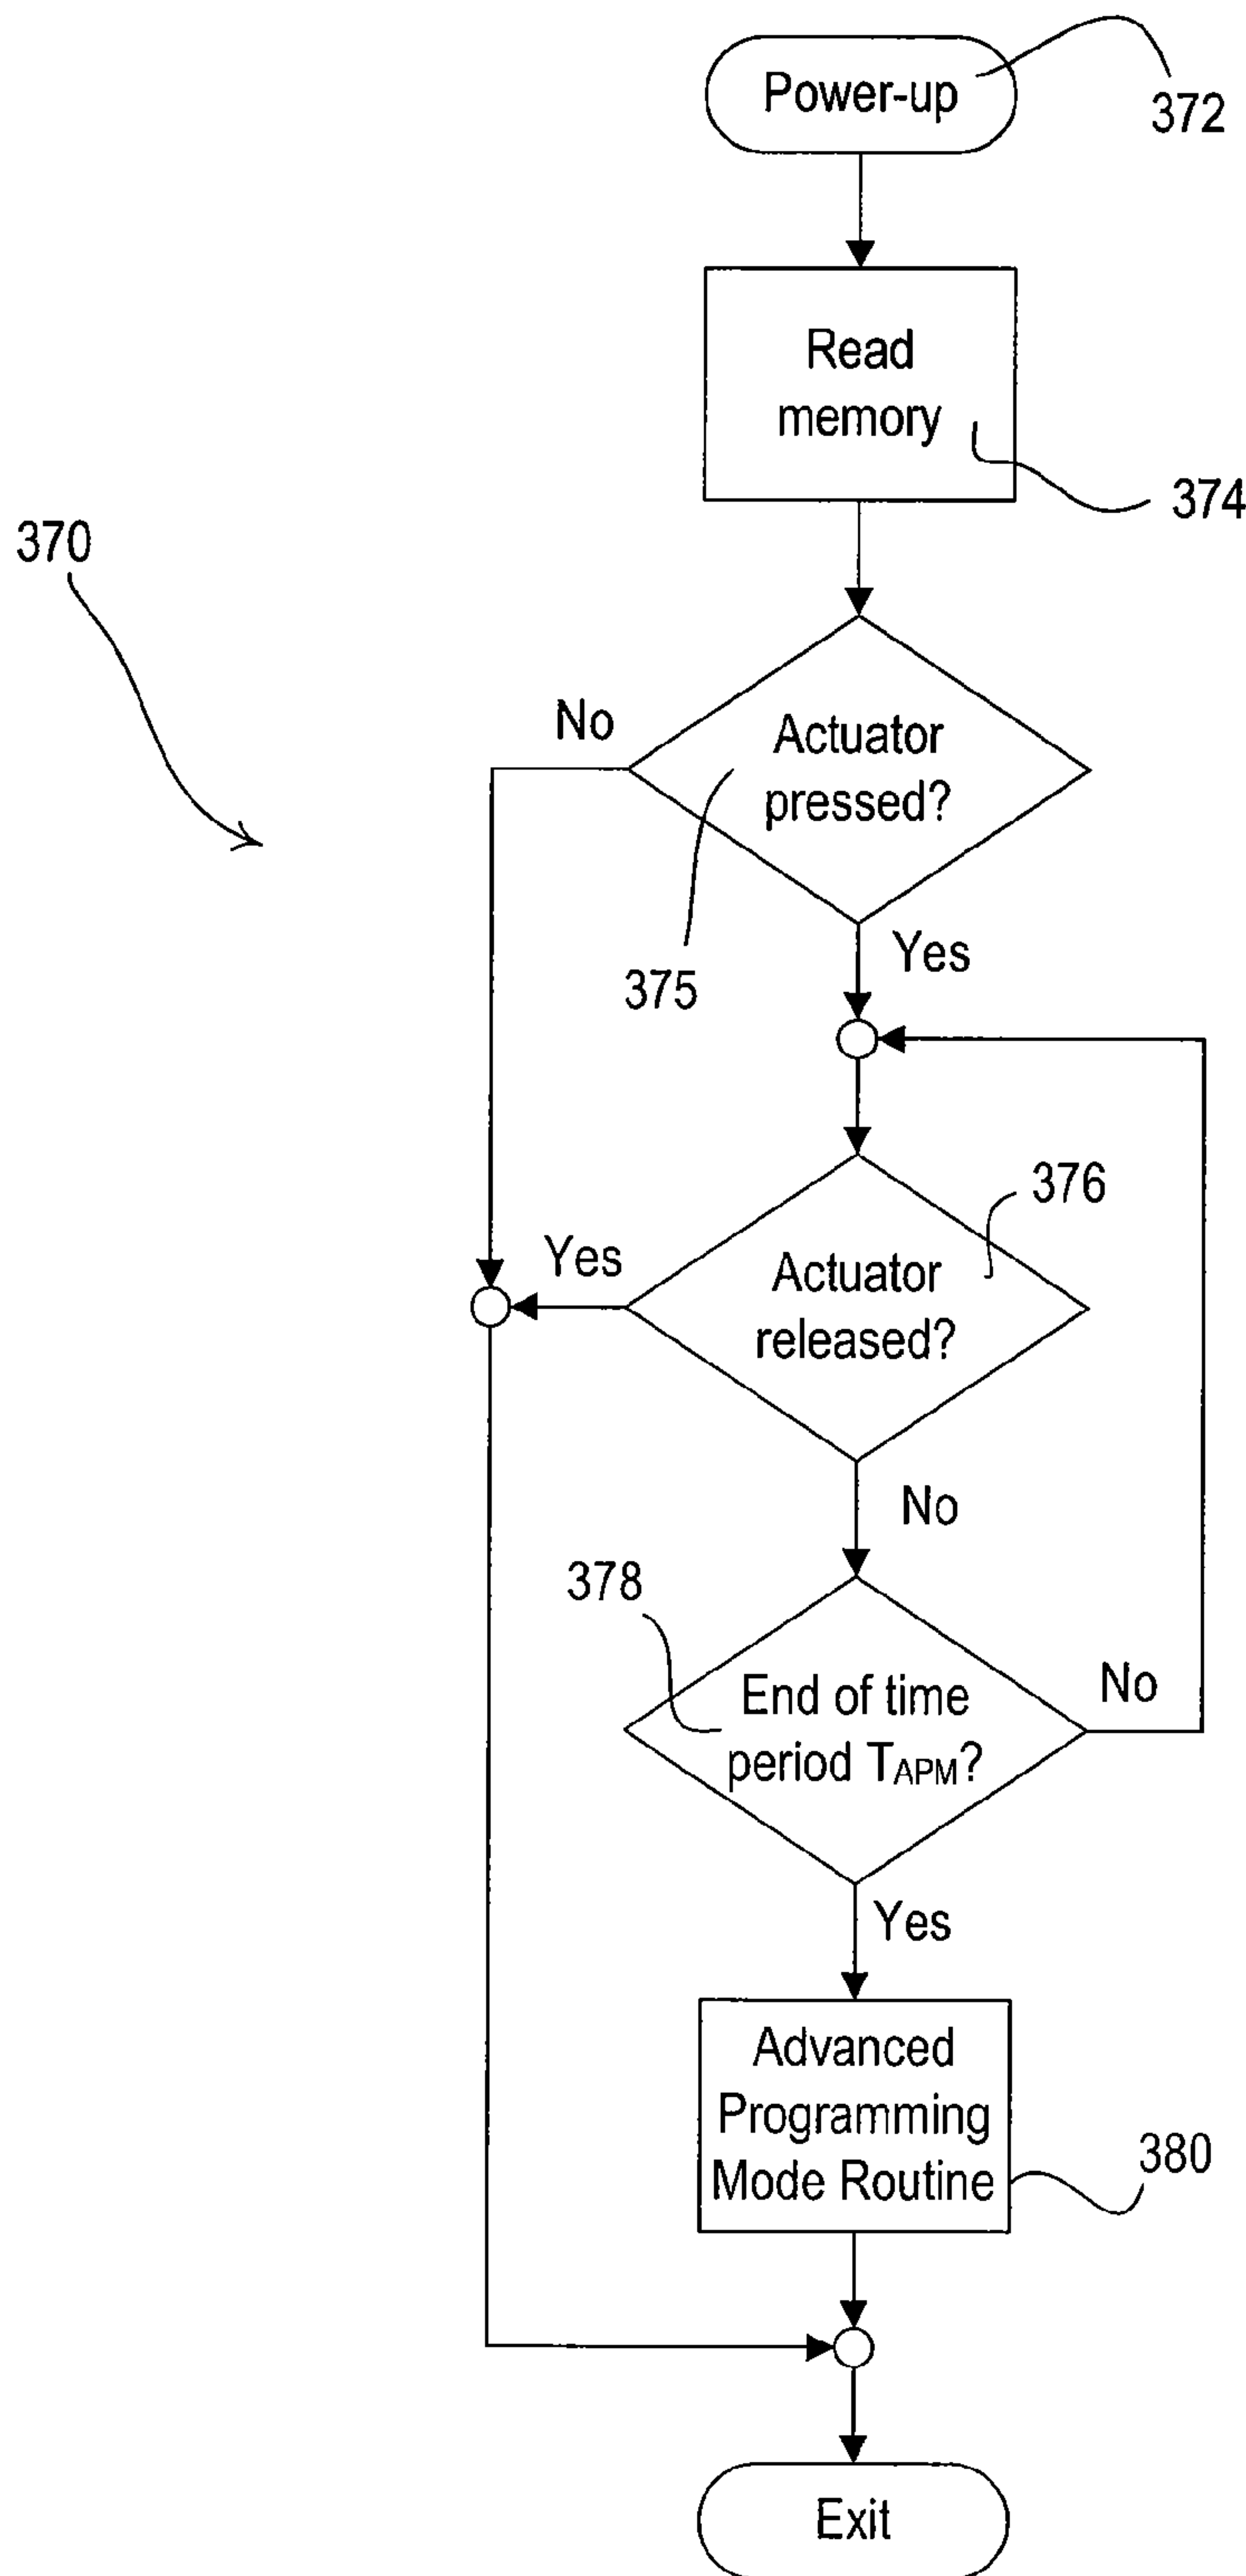 Power-up
372
Read
memory
374
370
No
Actuator
pressed?
375
Yes
376
Yes
Actuator
released?
No
378
End of time
period TAPM?
No
Yes
Advanced
Programming
Mode Routine
380
Exit